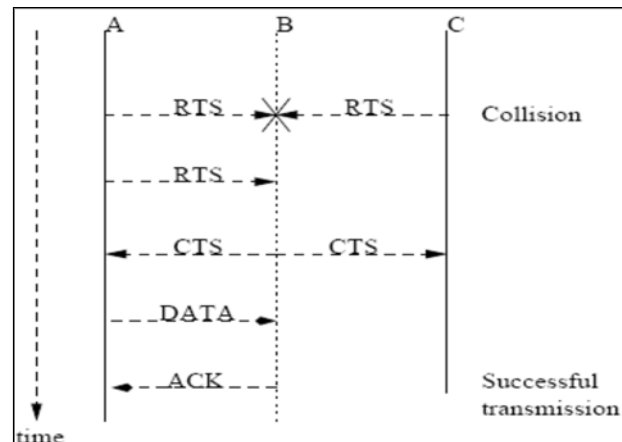 A B C
RTS RTS Collision
RTS
CTS CTS
DATA
ACK Successful
transmission
time